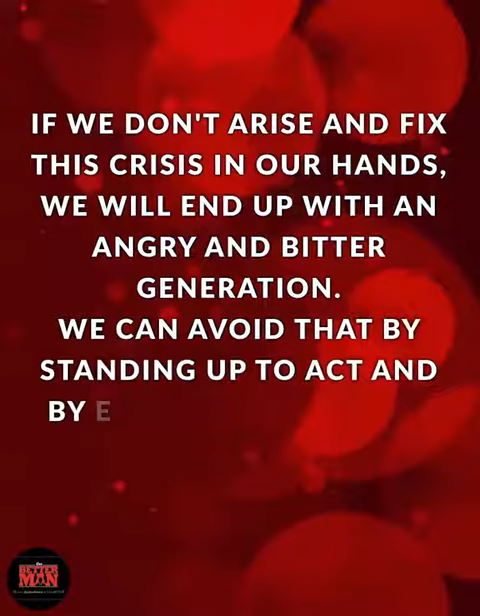 IF WE DON'T ARISE AND FIX
THIS CRISIS IN OUR HANDS,
WE WILL END UP WITH AN
ANGRY AND BITTER
GENERATION.
WE CAN AVOID THAT BY
STANDING UP TO ACT AND
BY E
the
BETTER
MAN